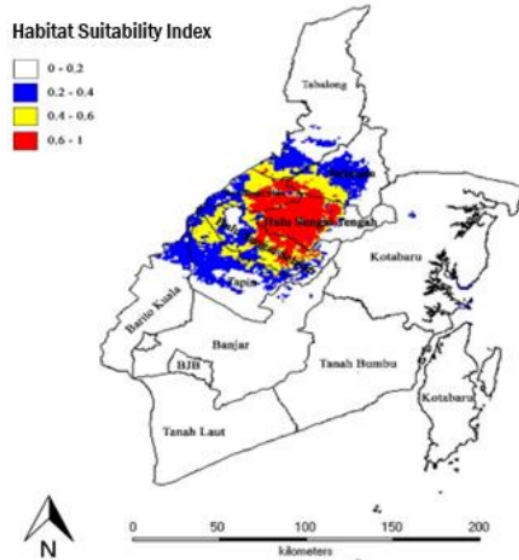 Habitat Suitability Index
0 - 0.2
0.2 - 0.4
0.4 - 0.6
0.6 - 1
Tabalong
Hulu Sungai Tengah
Kotabaru
Tapin
Barito Kuala
Banjar
BJB
Tanah Bumbu
Kotabaru
Tanah Laut
N
0 50 100 150 200
kilometers